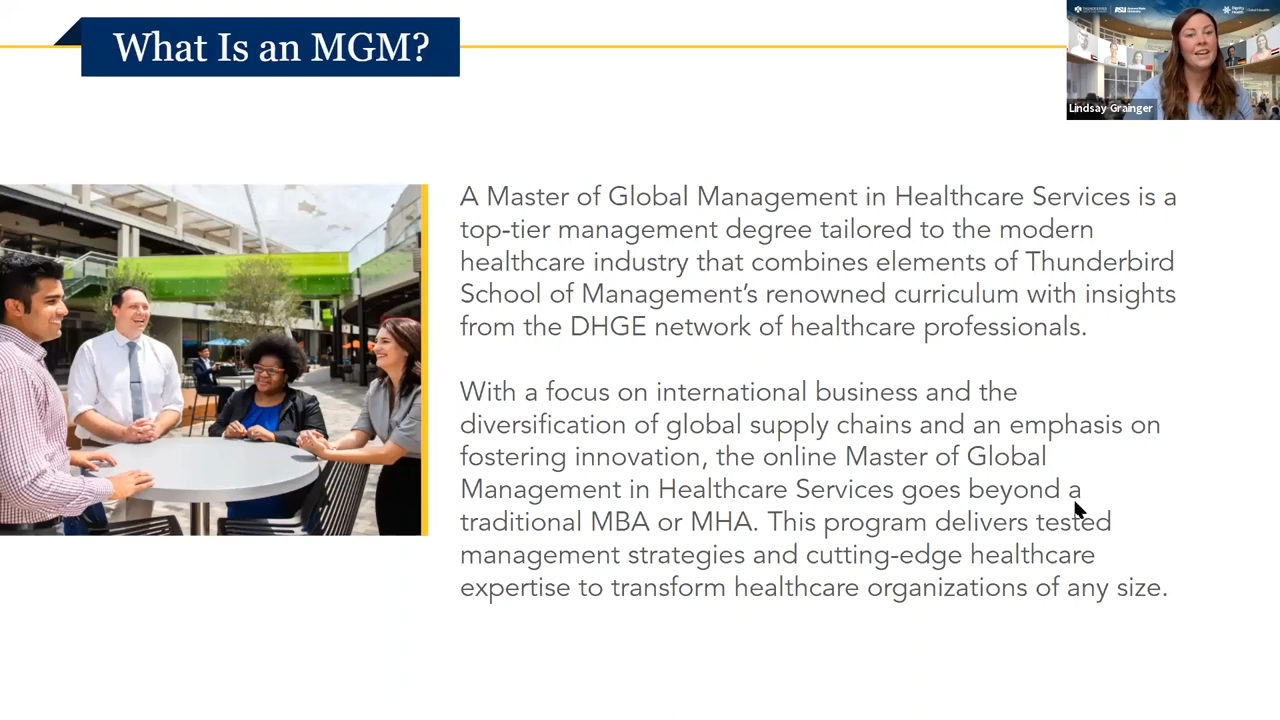 What Is an MGM?
THUNDERBIRD
ASU
Dignity Health
Lindsay Grainger
A Master of Global Management in Healthcare Services is a
top-tier management degree tailored to the modern
healthcare industry that combines elements of Thunderbird
School of Management’s renowned curriculum with insights
from the DHGE network of healthcare professionals.
With a focus on international business and the
diversification of global supply chains and an emphasis on
fostering innovation, the online Master of Global
Management in Healthcare Services goes beyond a
traditional MBA or MHA. This program delivers tested
management strategies and cutting-edge healthcare
expertise to transform healthcare organizations of any size.